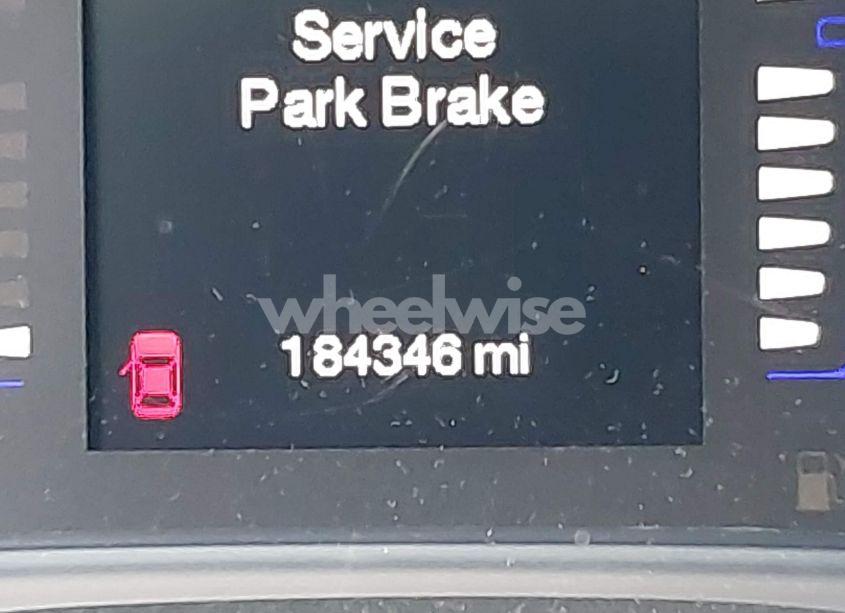 Service
Park Brake
wheelwise
184346 mi